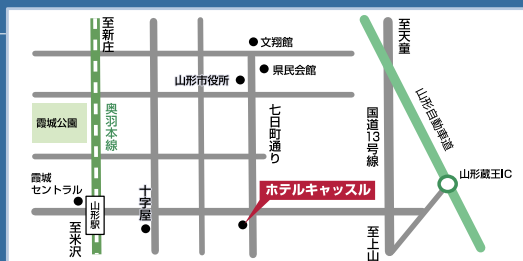 至新庄
文翔館
県民会館
山形市役所
至天童
霞城公園
奥羽本線
七日町通り
国道13号線
山形自動車道
霞城
セントラル
山形駅
十字屋
ホテルキャッスル
山形蔵王IC
至米沢
至上山